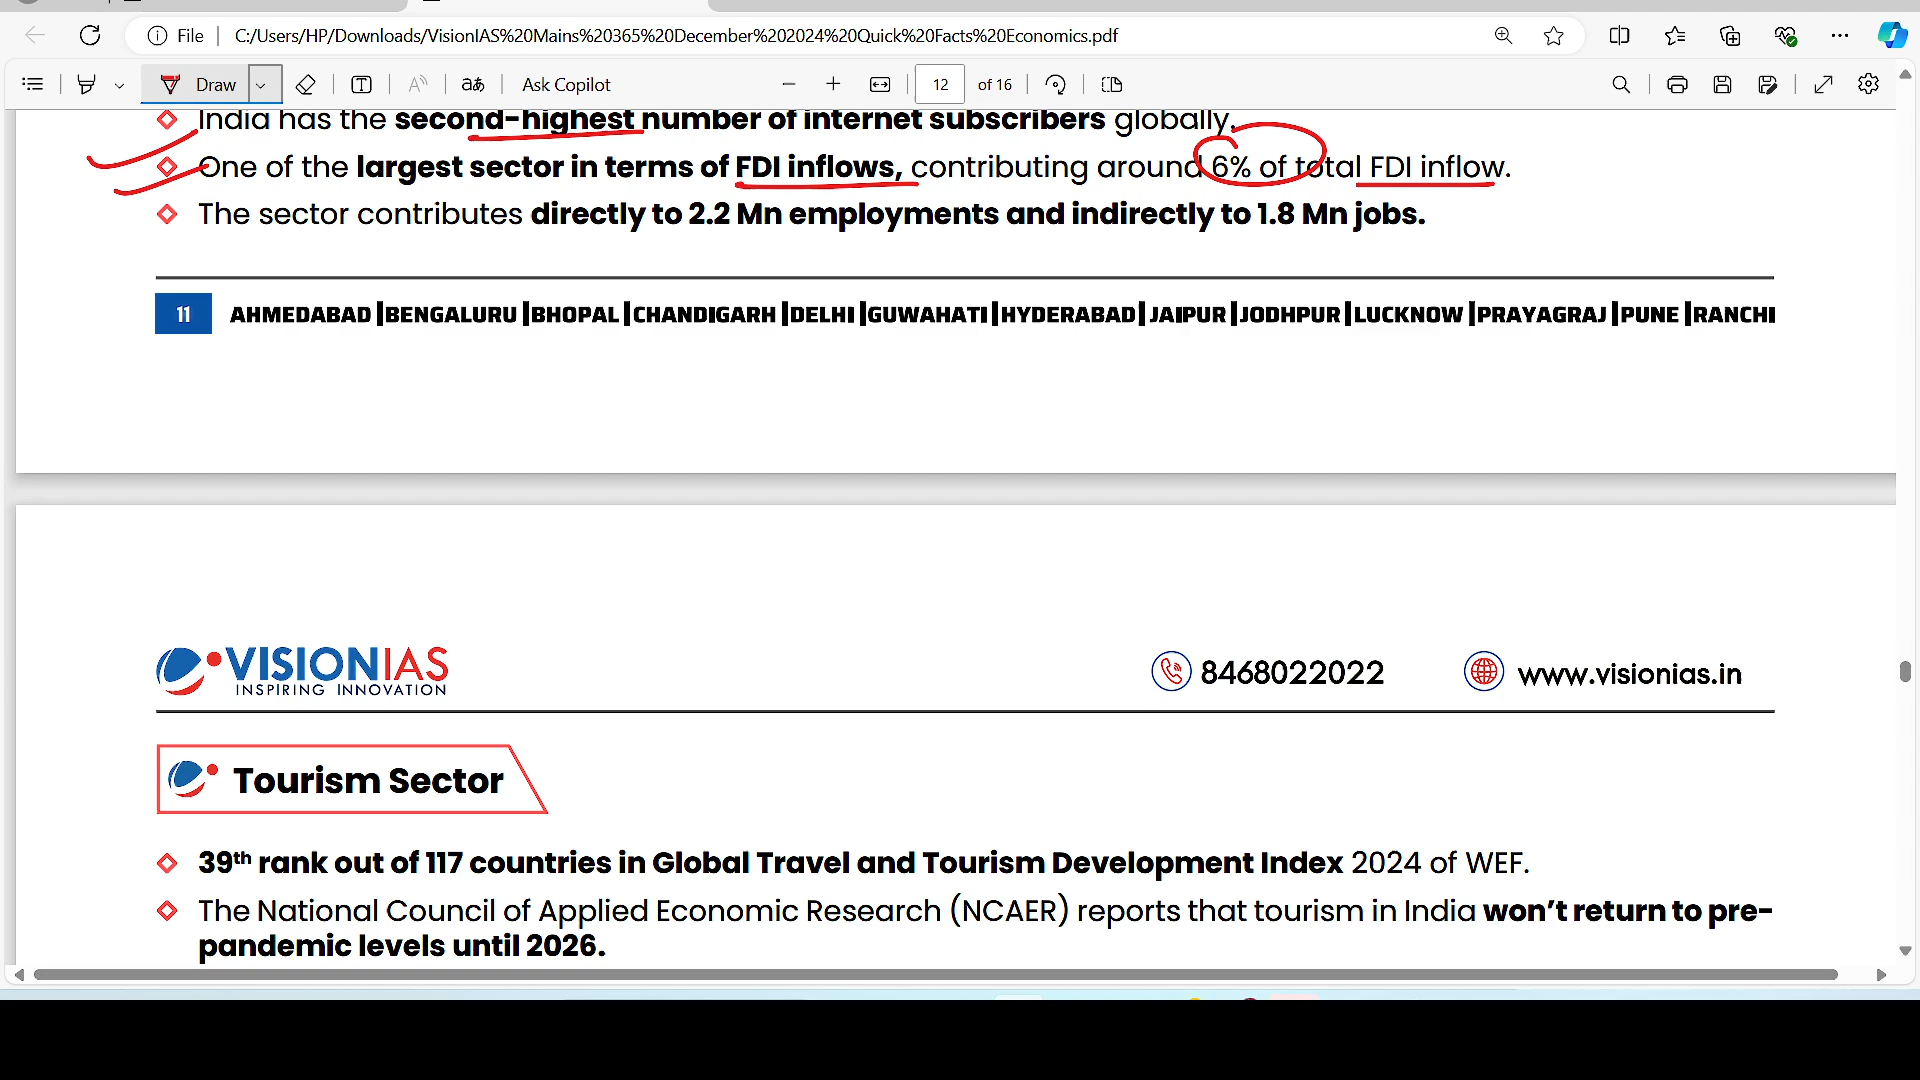 File
C:/Users/HP/Downloads/VisionIAS%20Mains%20365%20December%202024%20Quick%20Facts%20Economics.pdf
Draw
Ask Copilot
12 of 16
India has the second-highest number of internet subscribers globally.
One of the largest sector in terms of FDI inflows, contributing around 6% of total FDI inflow.
The sector contributes directly to 2.2 Mn employments and indirectly to 1.8 Mn jobs.
11 AHMEDABAD | BENGALURU | BHOPAL | CHANDIGARH | DELHI | GUWAHATI | HYDERABAD | JAIPUR | JODHPUR | LUCKNOW | PRAYAGRAJ | PUNE | RANCHI
VISIONIAS
INSPIRING INNOVATION
8468022022
www.visionias.in
Tourism Sector
39th rank out of 117 countries in Global Travel and Tourism Development Index 2024 of WEF.
The National Council of Applied Economic Research (NCAER) reports that tourism in India won't return to pre-
pandemic levels until 2026.